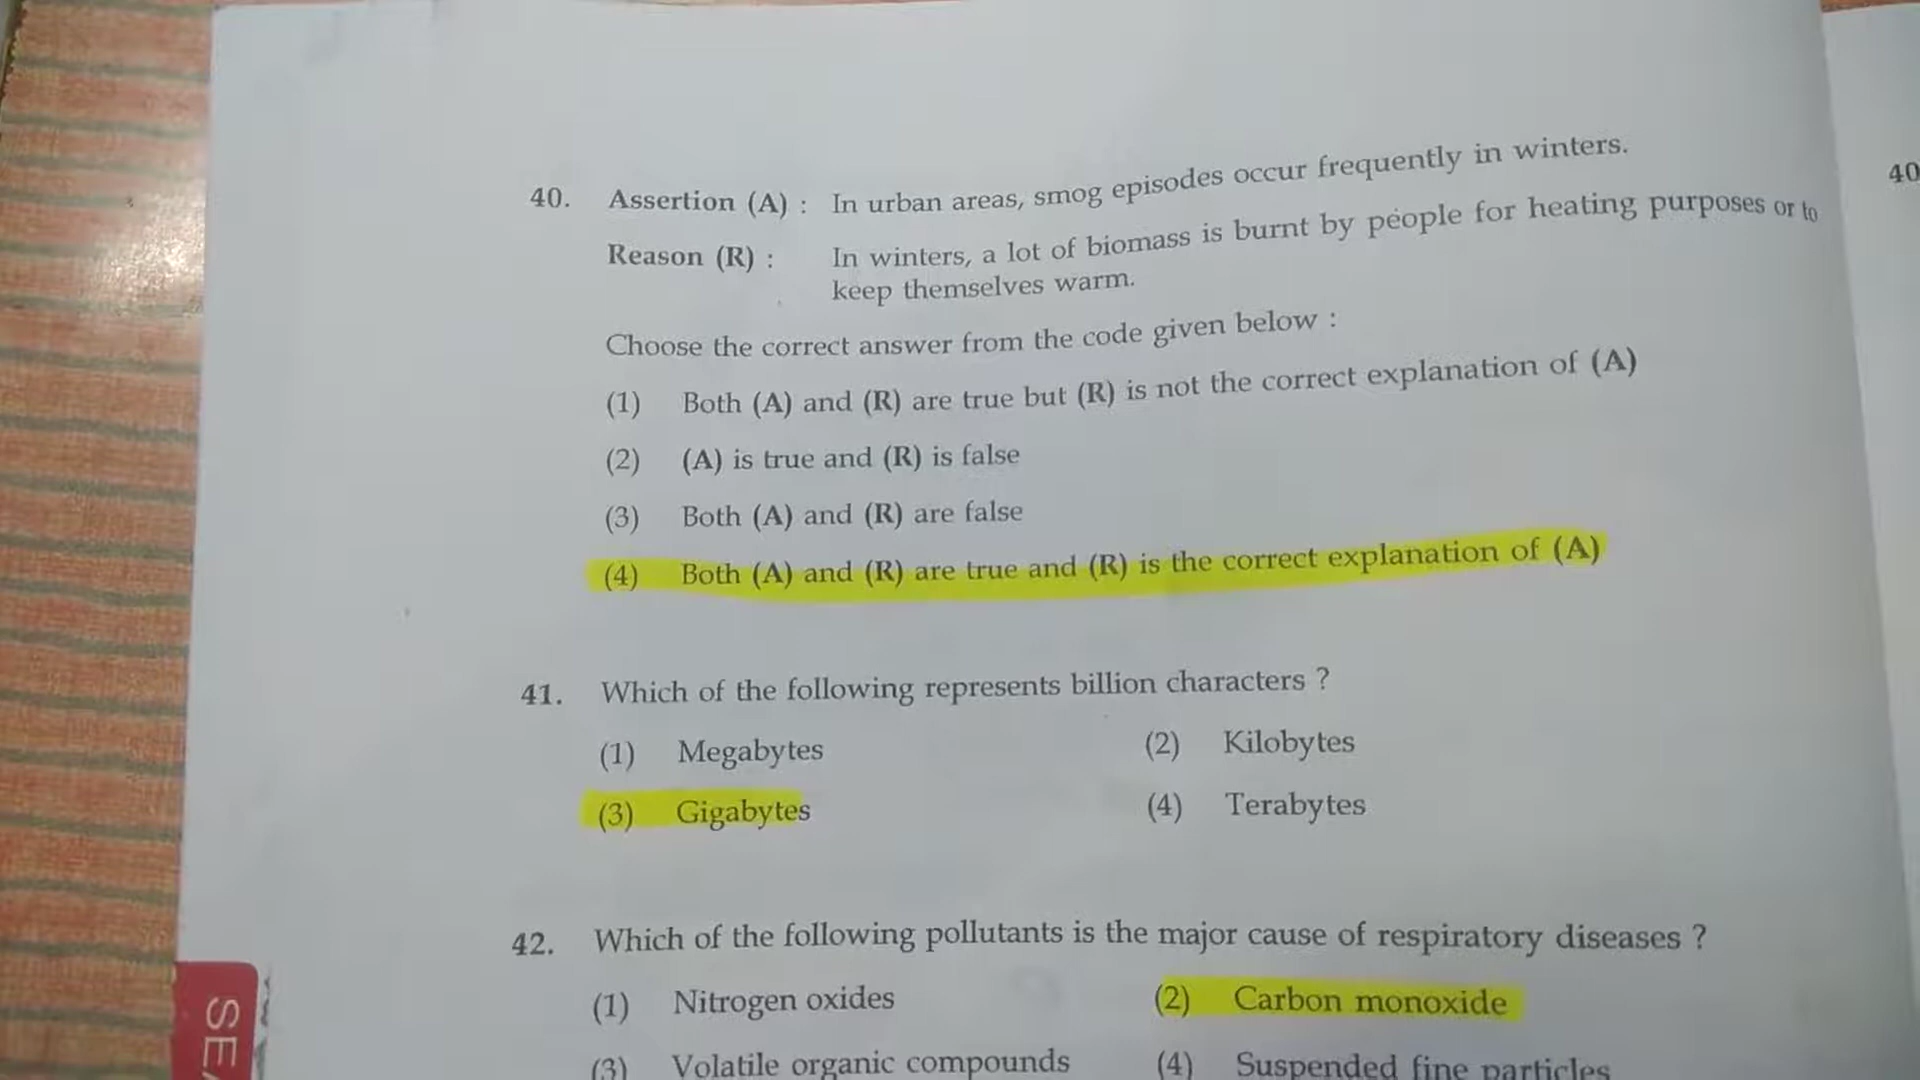 40. Assertion (A) : In urban areas, smog episodes occur frequently in winters.
40
Reason (R) : In winters, a lot of biomass is burnt by people for heating purposes or to
keep themselves warm.
Choose the correct answer from the code given below :
(1) Both (A) and (R) are true but (R) is not the correct explanation of (A)
(2) (A) is true and (R) is false
(3) Both (A) and (R) are false
(4) Both (A) and (R) are true and (R) is the correct explanation of (A)
41. Which of the following represents billion characters ?
(1) Megabytes (2) Kilobytes
(3) Gigabytes (4) Terabytes
42. Which of the following pollutants is the major cause of respiratory diseases ?
(1) Nitrogen oxides (2) Carbon monoxide
(3) Volatile organic compounds (4) Suspended fine particles